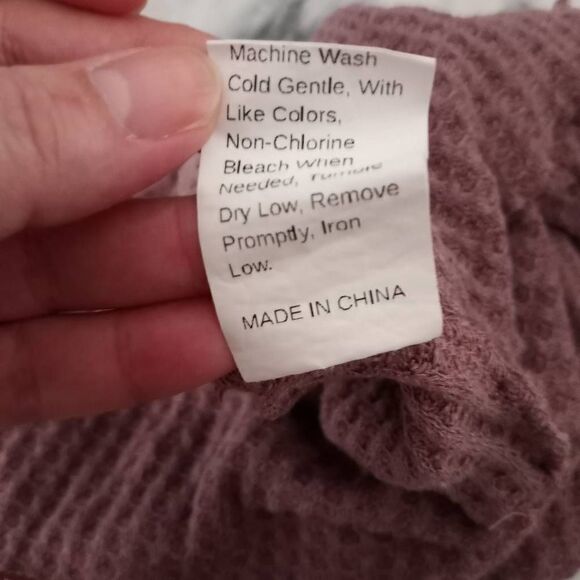 Machine Wash
Cold Gentle, With
Like Colors,
Non-Chlorine
Bleach When
Needed, Tumble
Dry Low, Remove
Promptly, Iron
Low.
MADE IN CHINA